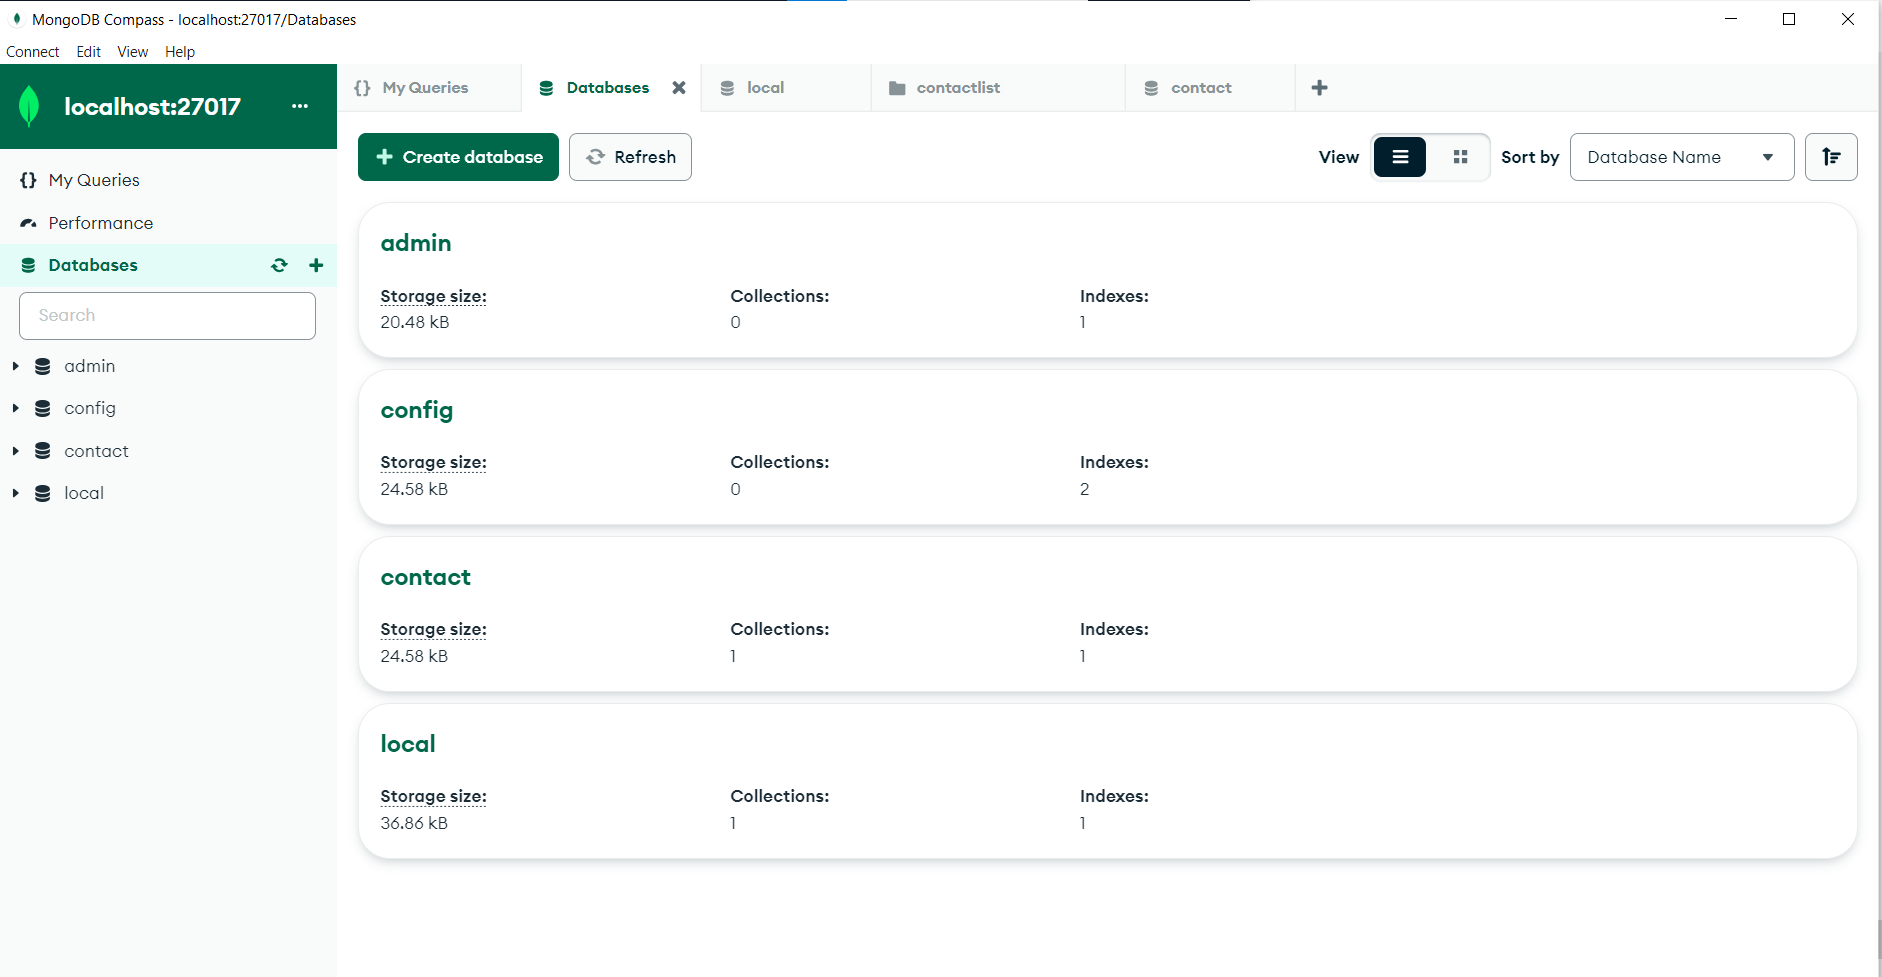 MongoDB Compass - localhost:27017/Databases
Connect Edit View Help
localhost:27017 ...
My Queries Databases local contactlist contact
Create database Refresh View Sort by Database Name
{} My Queries
Performance
Databases
Search
admin
config
contact
local
admin
Storage size: Collections: Indexes:
20.48 kB 0 1
config
Storage size: Collections: Indexes:
24.58 kB 0 2
contact
Storage size: Collections: Indexes:
24.58 kB 1 1
local
Storage size: Collections: Indexes:
36.86 kB 1 1